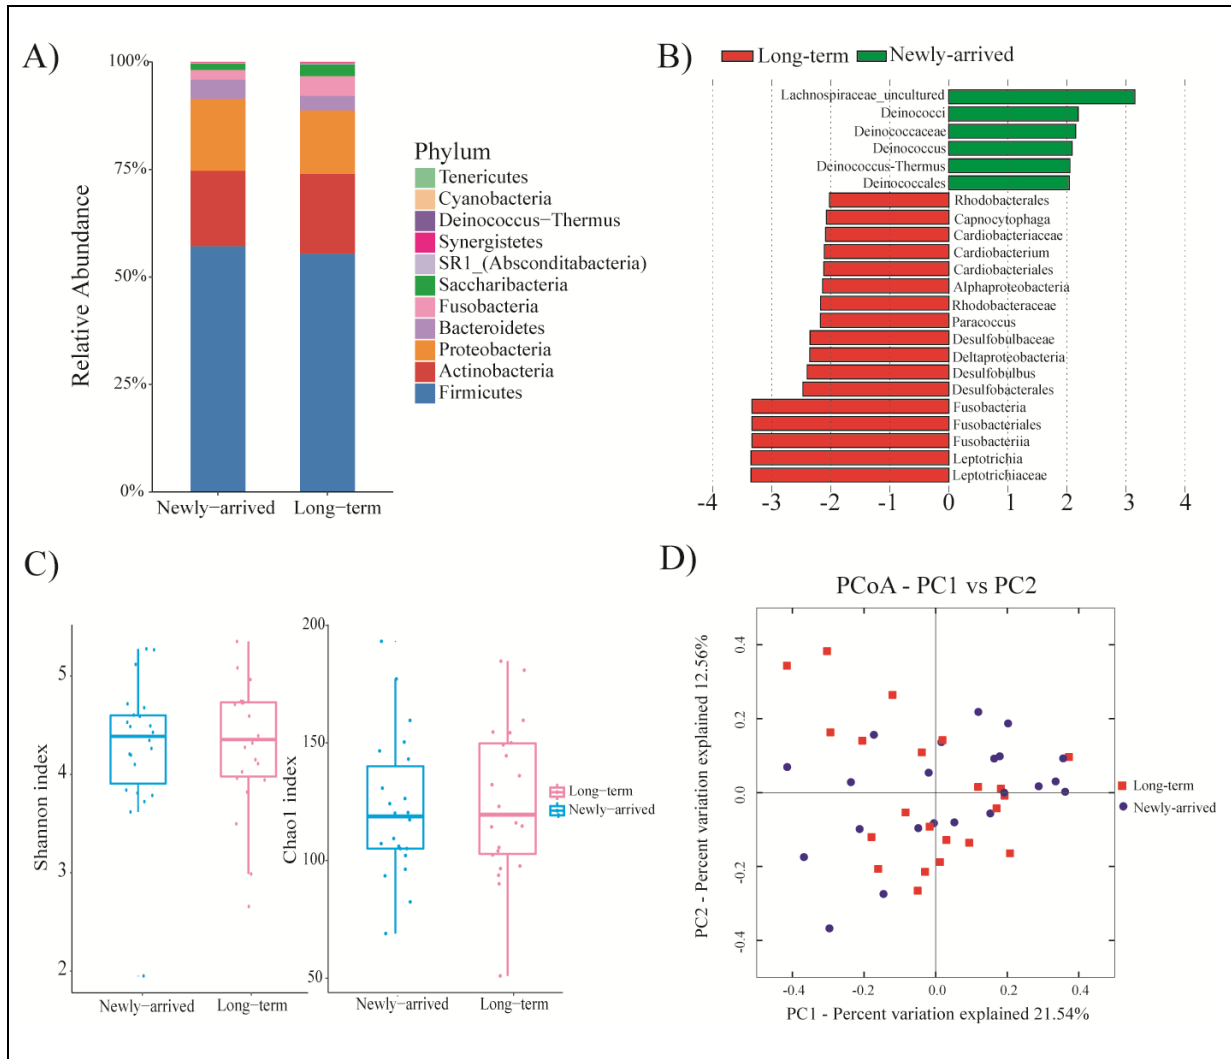 A)
100%
75%
50%
25%
0%
Relative Abundance
Newly−arrived
Long−term
Phylum
Tenericutes
Cyanobacteria
Deinococcus−Thermus
Synergistetes
SR1_(Absconditabacteria)
Saccharibacteria
Fusobacteria
Bacteroidetes
Proteobacteria
Actinobacteria
Firmicutes
B)
Long-term
Newly-arrived
Lachnospiraceae_uncultured
Deinococci
Deinococcaceae
Deinococcus
Deinococcus-Thermus
Deinococcales
Rhodobacterales
Capnocytophaga
Cardiobacteriaceae
Cardiobacterium
Cardiobacteriales
Alphaproteobacteria
Rhodobacteraceae
Paracoccus
Desulfobulbaceae
Deltaproteobacteria
Desulfobulbus
Desulfobacterales
Fusobacteria
Fusobacteriales
Fusobacteriia
Leptotrichia
Leptotrichiaceae
-4 -3 -2 -1 0 1 2 3 4
C)
5
4
3
2
Shannon index
Newly−arrived
Long−term
200
150
100
50
Chao1 index
Newly−arrived
Long−term
Long−term
Newly−arrived
D)
PCoA - PC1 vs PC2
0.4
0.2
0.0
-0.2
-0.4
PC2 - Percent variation explained 12.56%
-0.4 -0.2 0.0 0.2 0.4
PC1 - Percent variation explained 21.54%
Long-term
Newly-arrived